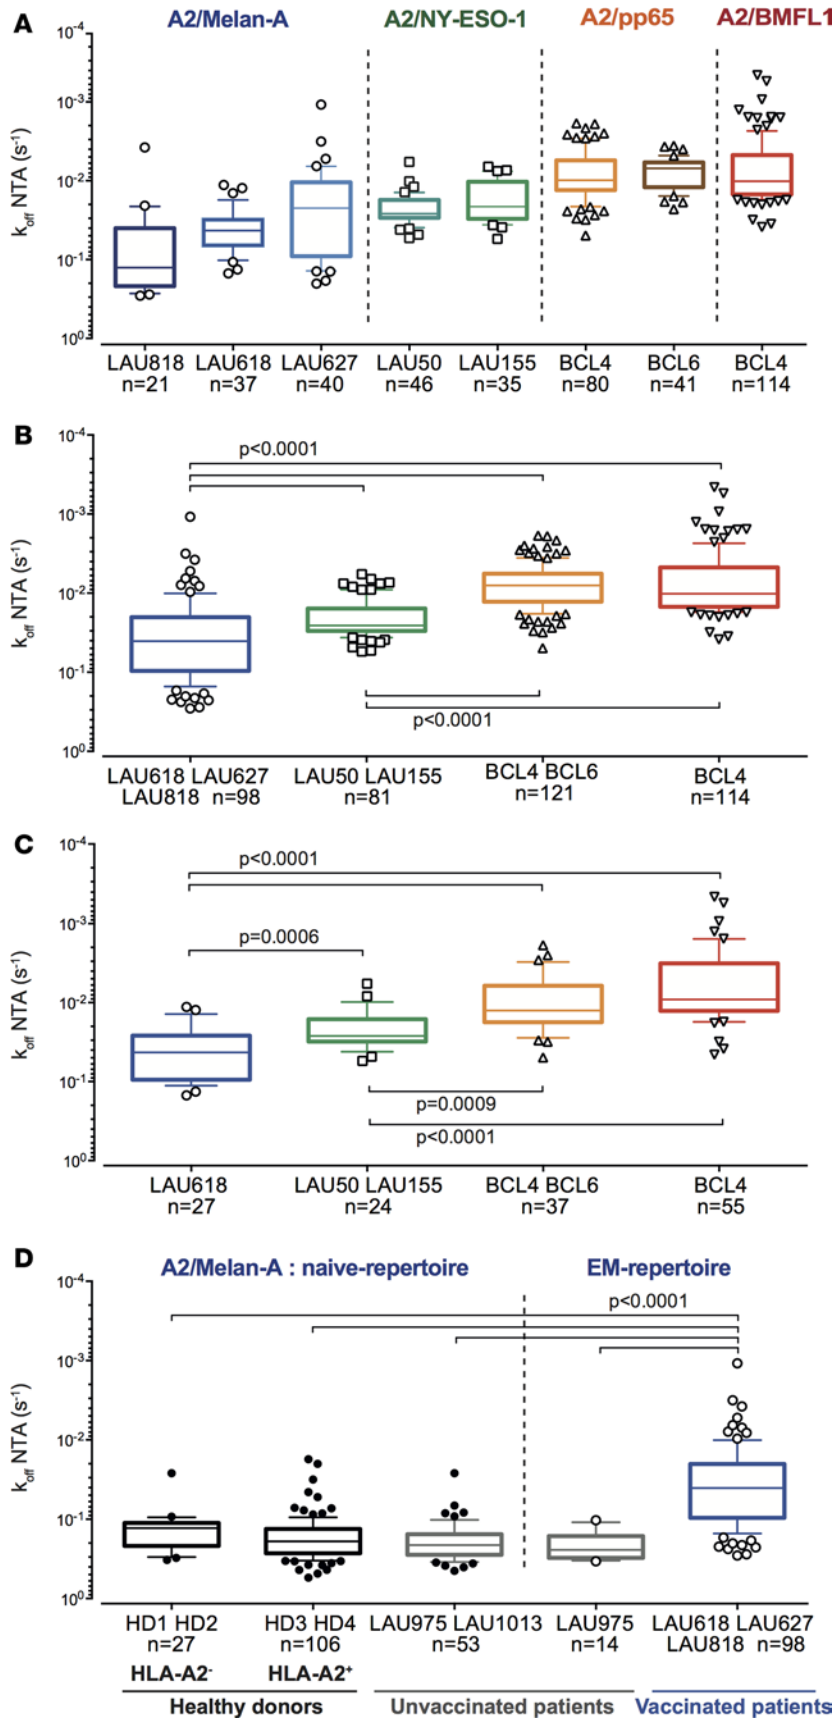 A
A2/Melan-A A2/NY-ESO-1 A2/pp65 A2/BMFL1
10⁻⁴
10⁻³
10⁻²
10⁻¹
10⁰
k_off NTA (s⁻¹)
LAU818 LAU618 LAU627 LAU50 LAU155 BCL4 BCL6 BCL4
n=21 n=37 n=40 n=46 n=35 n=80 n=41 n=114
B
10⁻⁴
10⁻³
10⁻²
10⁻¹
10⁰
k_off NTA (s⁻¹)
p<0.0001
p<0.0001
LAU618 LAU627 LAU50 LAU155 BCL4 BCL6 BCL4
LAU818 n=98 n=81 n=121 n=114
C
10⁻⁴
10⁻³
10⁻²
10⁻¹
10⁰
k_off NTA (s⁻¹)
p<0.0001
p=0.0006
p=0.0009
p<0.0001
LAU618 LAU50 LAU155 BCL4 BCL6 BCL4
n=27 n=24 n=37 n=55
D
A2/Melan-A : naive-repertoire EM-repertoire
10⁻⁴
10⁻³
10⁻²
10⁻¹
10⁰
k_off NTA (s⁻¹)
p<0.0001
HD1 HD2 HD3 HD4 LAU975 LAU1013 LAU975 LAU618 LAU627
n=27 n=106 n=53 n=14 LAU818 n=98
HLA-A2⁻ HLA-A2⁺
Healthy donors Unvaccinated patients Vaccinated patients